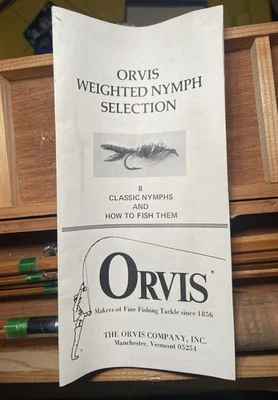 ORVIS
WEIGHTED NYMPH
SELECTION
8
CLASSIC NYMPHS
AND
HOW TO FISH THEM
ORVIS®
Makers of Fine Fishing Tackle since 1856
THE ORVIS COMPANY, INC.
Manchester, Vermont 05254